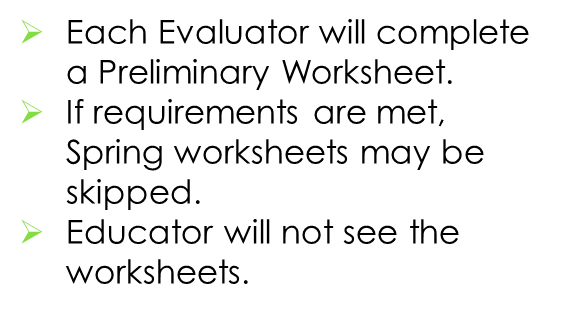 Each Evaluator will complete
a Preliminary Worksheet.
If requirements are met,
Spring worksheets may be
skipped.
Educator will not see the
worksheets.